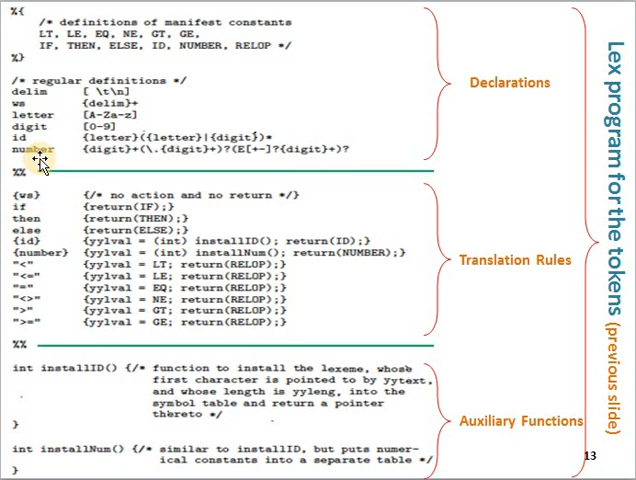 %{
/* definitions of manifest constants
LT, LE, EQ, NE, GT, GE,
IF, THEN, ELSE, ID, NUMBER, RELOP */
%}
/* regular definitions */
delim [ \t\n]
ws {delim}+
letter [A-Za-z]
digit [0-9]
id {letter}({letter}|{digit})*
number {digit}+(\.{digit}+)?(E[+-]?{digit}+)?
%%
{ws} {/* no action and no return */}
if {return(IF);}
then {return(THEN);}
else {return(ELSE);}
{id} {yylval = (int) installID(); return(ID);}
{number} {yylval = (int) installNum(); return(NUMBER);}
"<" {yylval = LT; return(RELOP);}
"<=" {yylval = LE; return(RELOP);}
"=" {yylval = EQ; return(RELOP);}
"<>" {yylval = NE; return(RELOP);}
">" {yylval = GT; return(RELOP);}
">=" {yylval = GE; return(RELOP);}
%%
int installID() {/* function to install the lexeme, whose
first character is pointed to by yytext,
and whose length is yyleng, into the
symbol table and return a pointer
thereto */
}
int installNum() {/* similar to installID, but puts numer-
ical constants into a separate table */
}
Declarations
Translation Rules
Auxiliary Functions
Lex program for the tokens (previous slide)
13